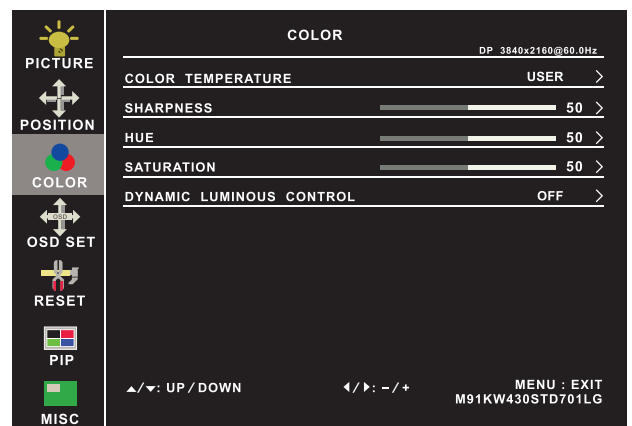 PICTURE
POSITION
COLOR
OSD
OSD SET
RESET
PIP
MISC
COLOR
DP 3840x2160@60.0Hz
COLOR TEMPERATURE USER
SHARPNESS 50
HUE 50
SATURATION 50
DYNAMIC LUMINOUS CONTROL OFF
▲/▼: UP / DOWN ◀/▶: – / + MENU : EXIT
M91KW430STD701LG